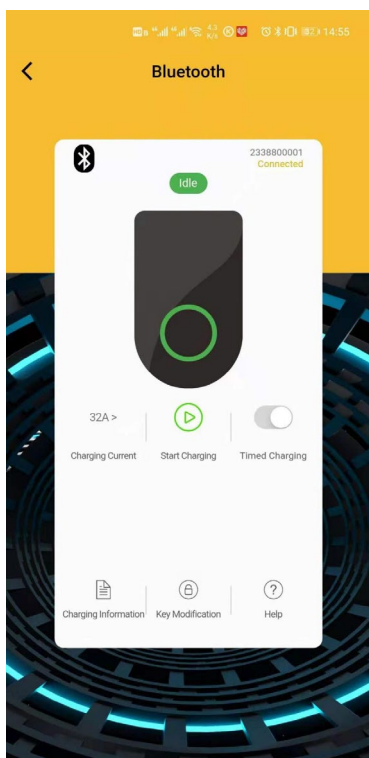 14:55
Bluetooth
2338800001
Connected
Idle
32A >
Charging Current
Start Charging
Timed Charging
Charging Information
Key Modification
Help